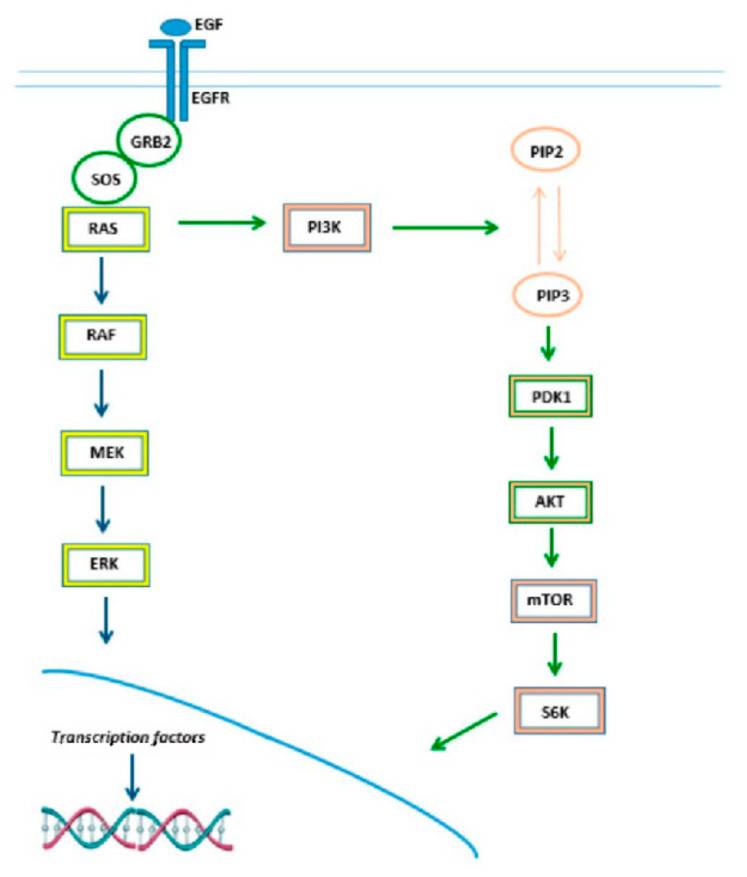 EGF
EGFR
GRB2
SOS
RAS
PI3K
PIP2
PIP3
RAF
PDK1
MEK
AKT
ERK
mTOR
S6K
Transcription factors